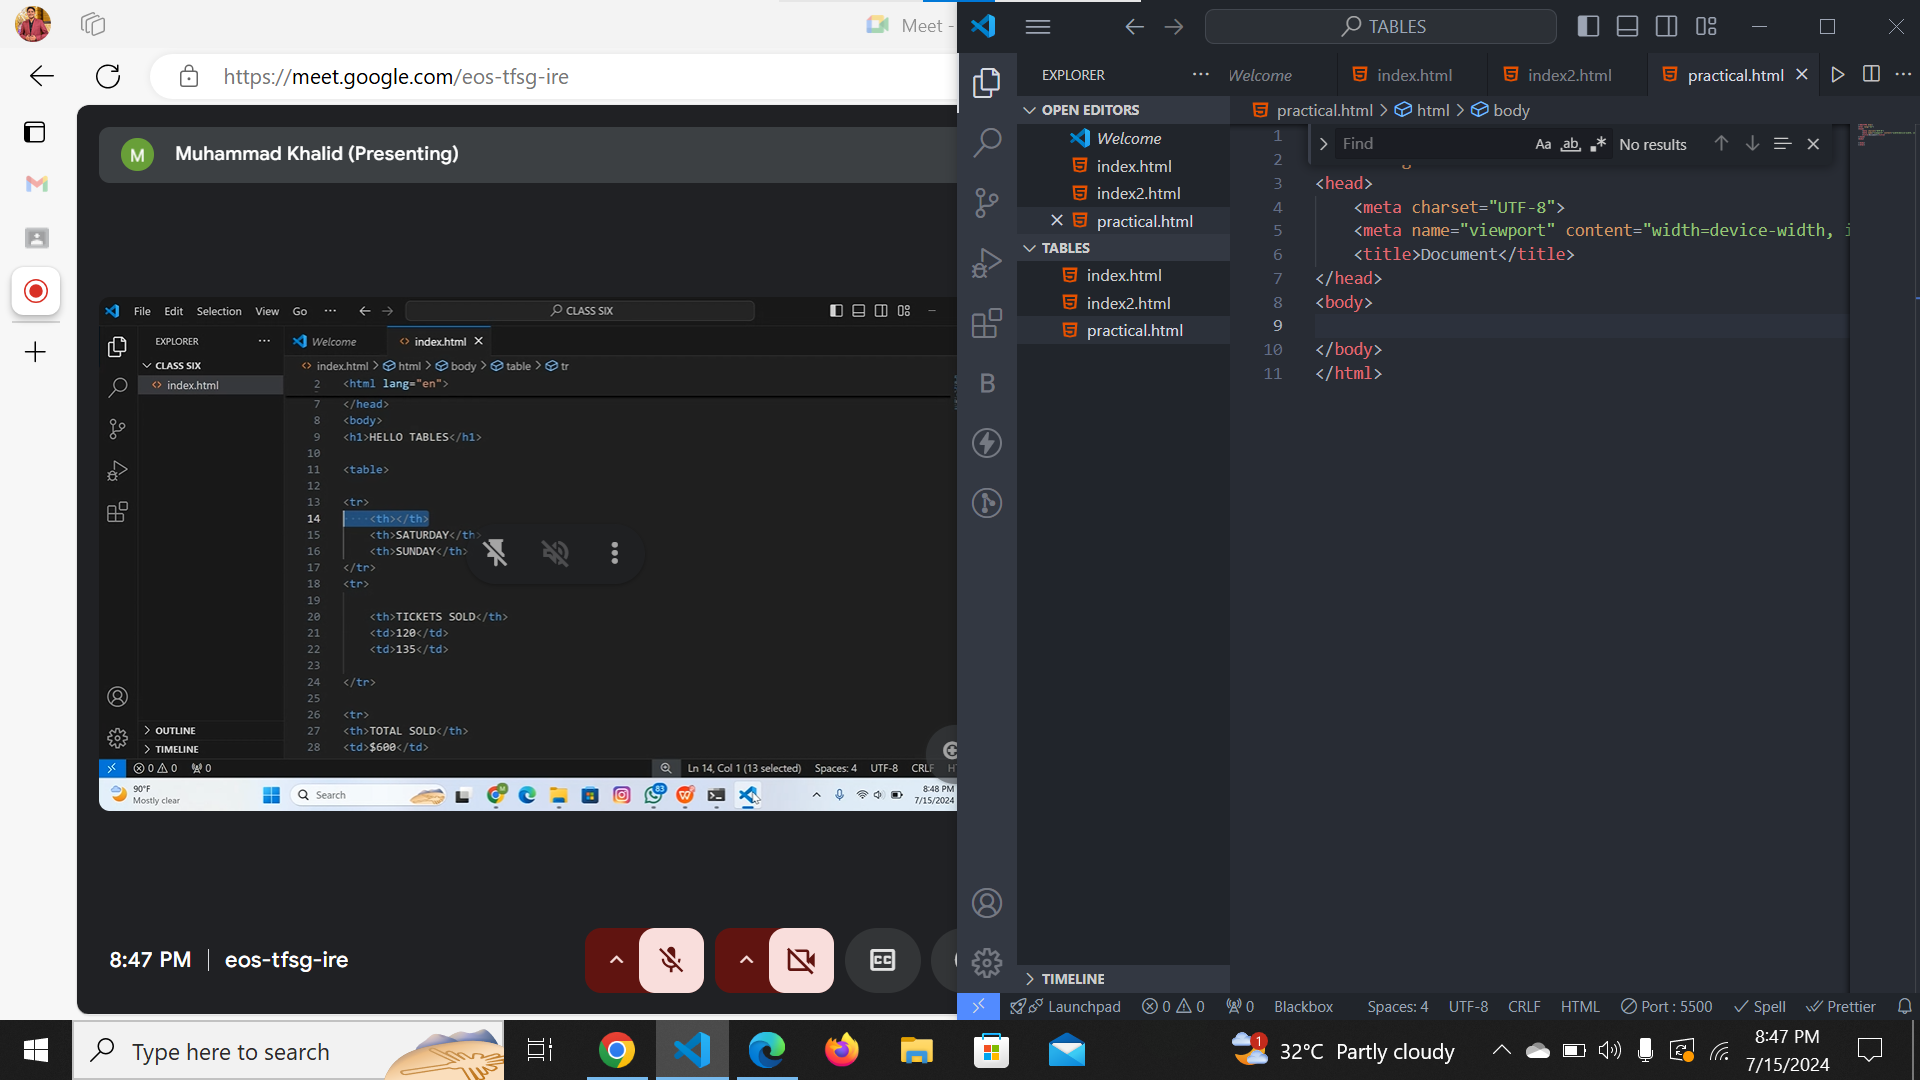 Meet -
https://meet.google.com/eos-tfsg-ire
M
Muhammad Khalid (Presenting)
File Edit Selection View Go ···
CLASS SIX
EXPLORER ···
Welcome
index.html
CLASS SIX
index.html
index.html > html > body > table > tr
2 <html lang="en">
7 </head>
8 <body>
9 <h1>HELLO TABLES</h1>
10
11 <table>
12
13 <tr>
14 <th></th>
15 <th>SATURDAY</th>
16 <th>SUNDAY</th>
17 </tr>
18 <tr>
19
20 <th>TICKETS SOLD</th>
21 <td>120</td>
22 <td>135</td>
23
24 </tr>
25
26 <tr>
27 <th>TOTAL SOLD</th>
28 <td>$600</td>
OUTLINE
TIMELINE
0 0 0
Ln 14, Col 1 (13 selected) Spaces: 4 UTF-8 CRLF
90°F
Mostly clear
Search
83
8:48 PM
7/15/2024
8:47 PM | eos-tfsg-ire
CC
TABLES
EXPLORER ···
Welcome
index.html
index2.html
practical.html
OPEN EDITORS
Welcome
index.html
index2.html
practical.html
TABLES
index.html
index2.html
practical.html
B
TIMELINE
practical.html > html > body
Find Aa ab No results
1
2
3 <head>
4 <meta charset="UTF-8">
5 <meta name="viewport" content="width=device-width, i
6 <title>Document</title>
7 </head>
8 <body>
9
10 </body>
11 </html>
Launchpad 0 0 0 Blackbox Spaces: 4 UTF-8 CRLF HTML Port : 5500 Spell Prettier
Type here to search
1
32°C Partly cloudy
8:47 PM
7/15/2024